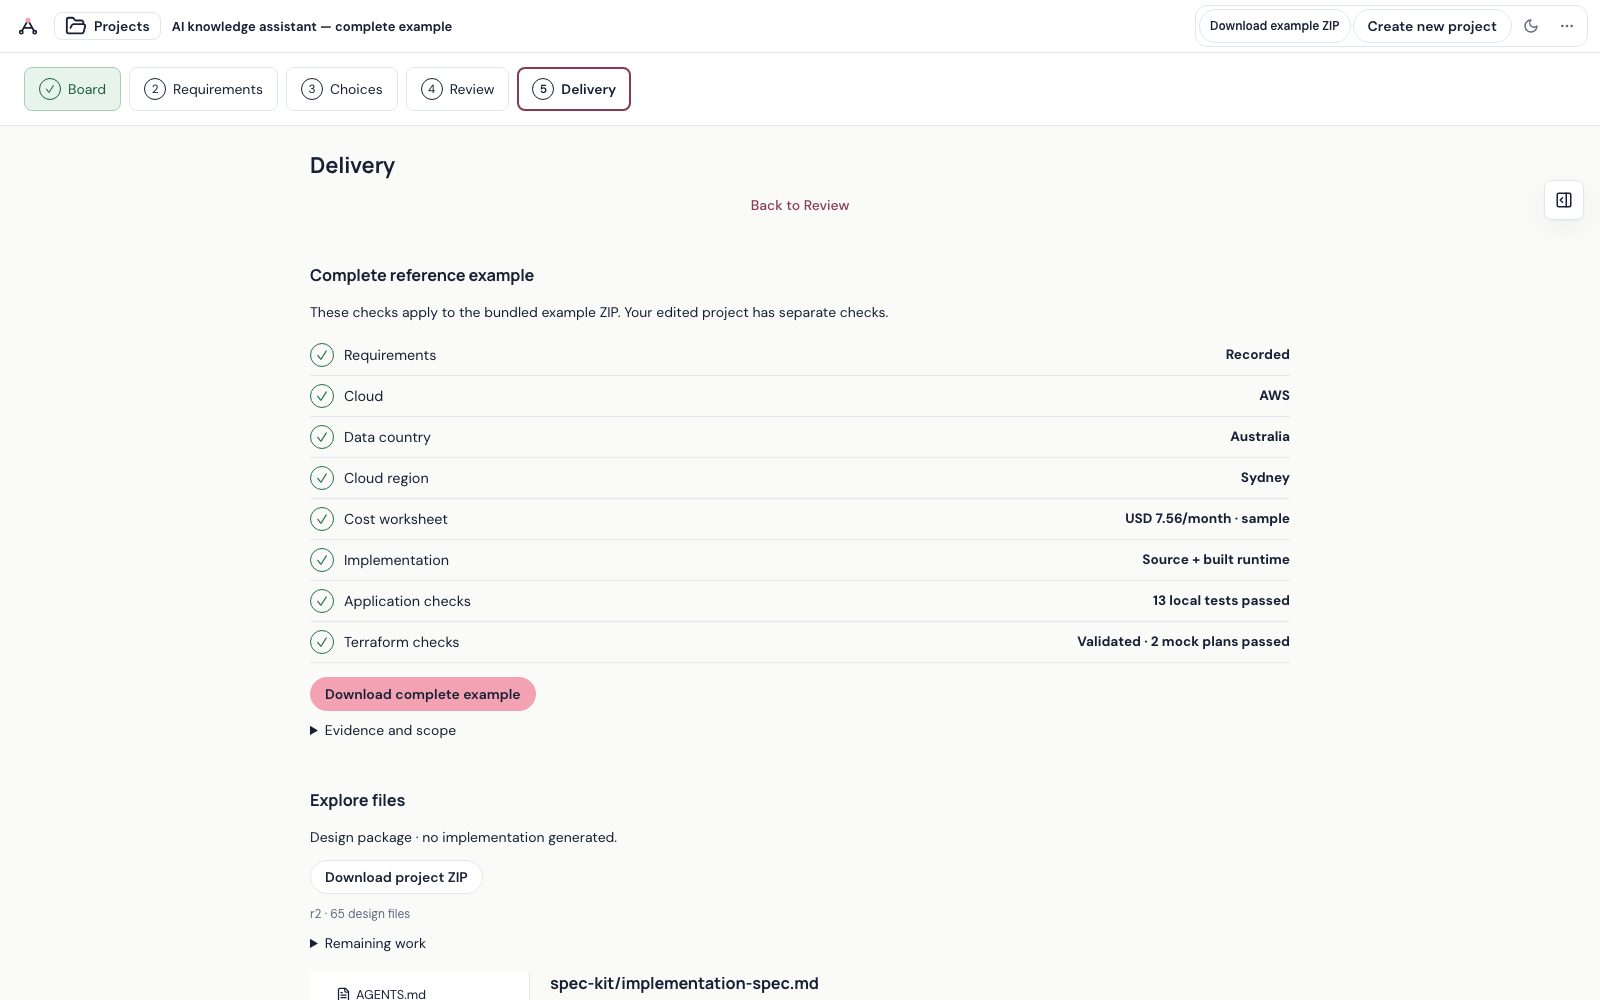 Projects
AI knowledge assistant — complete example
Download example ZIP
Create new project
Board
2 Requirements
3 Choices
4 Review
5 Delivery
Delivery
Back to Review
Complete reference example
These checks apply to the bundled example ZIP. Your edited project has separate checks.
Requirements Recorded
Cloud AWS
Data country Australia
Cloud region Sydney
Cost worksheet USD 7.56/month · sample
Implementation Source + built runtime
Application checks 13 local tests passed
Terraform checks Validated · 2 mock plans passed
Download complete example
Evidence and scope
Explore files
Design package · no implementation generated.
Download project ZIP
r2 · 65 design files
Remaining work
AGENTS.md
spec-kit/implementation-spec.md